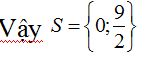 Vậy S = {0; 9/2}